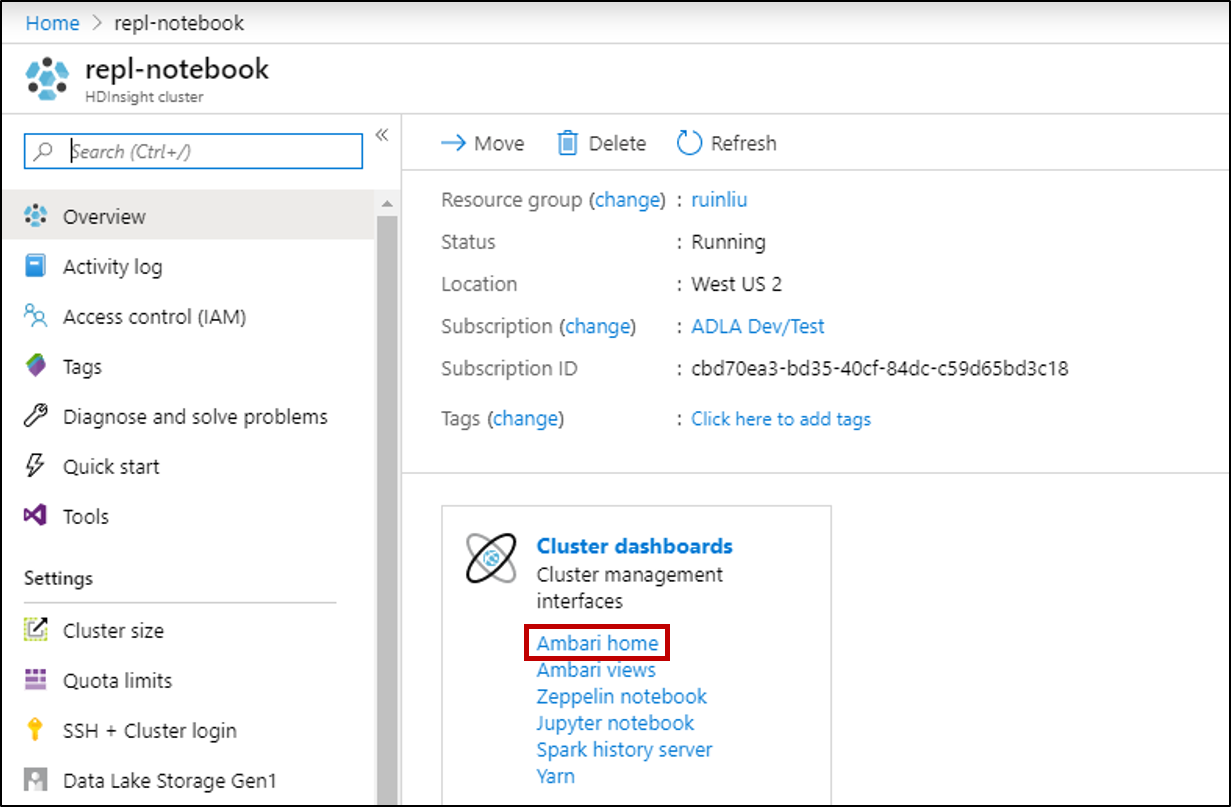 Home > repl-notebook
repl-notebook
HDInsight cluster
Search (Ctrl+/)
«
Overview
Activity log
Access control (IAM)
Tags
Diagnose and solve problems
Quick start
Tools
Settings
Cluster size
Quota limits
SSH + Cluster login
Data Lake Storage Gen1
Move Delete Refresh
Resource group (change) : ruinliu
Status : Running
Location : West US 2
Subscription (change) : ADLA Dev/Test
Subscription ID : cbd70ea3-bd35-40cf-84dc-c59d65bd3c18
Tags (change) : Click here to add tags
Cluster dashboards
Cluster management
interfaces
Ambari home
Ambari views
Zeppelin notebook
Jupyter notebook
Spark history server
Yarn